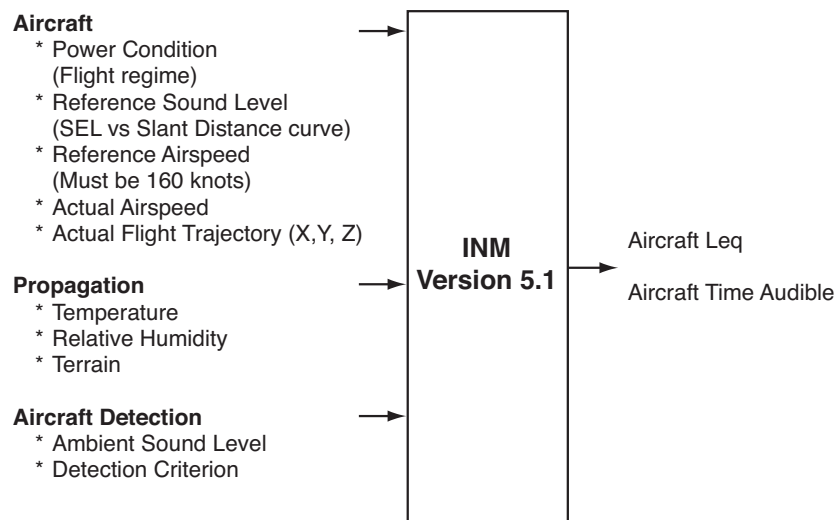 Aircraft
* Power Condition
(Flight regime)
* Reference Sound Level
(SEL vs Slant Distance curve)
* Reference Airspeed
(Must be 160 knots)
* Actual Airspeed
* Actual Flight Trajectory (X,Y, Z)
Propagation
* Temperature
* Relative Humidity
* Terrain
Aircraft Detection
* Ambient Sound Level
* Detection Criterion
INM
Version 5.1
Aircraft Leq
Aircraft Time Audible